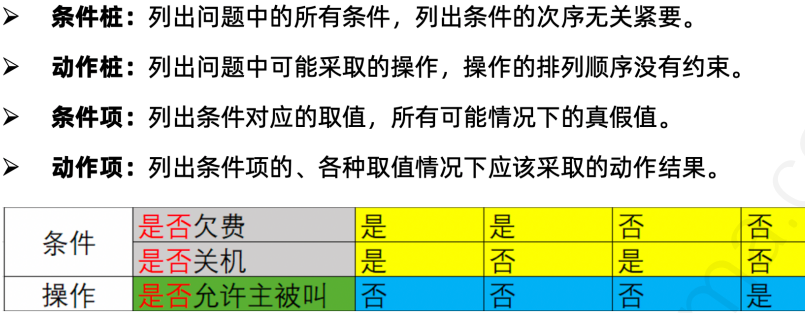 ➢ 条件桩：列出问题中的所有条件，列出条件的次序无关紧要。
➢ 动作桩：列出问题中可能采取的操作，操作的排列顺序没有约束。
➢ 条件项：列出条件对应的取值，所有可能情况下的真假值。
➢ 动作项：列出条件项的、各种取值情况下应该采取的动作结果。
条件 是否欠费 是 是 否 否
是否关机 是 否 是 否
操作 是否允许主被叫 否 否 否 是